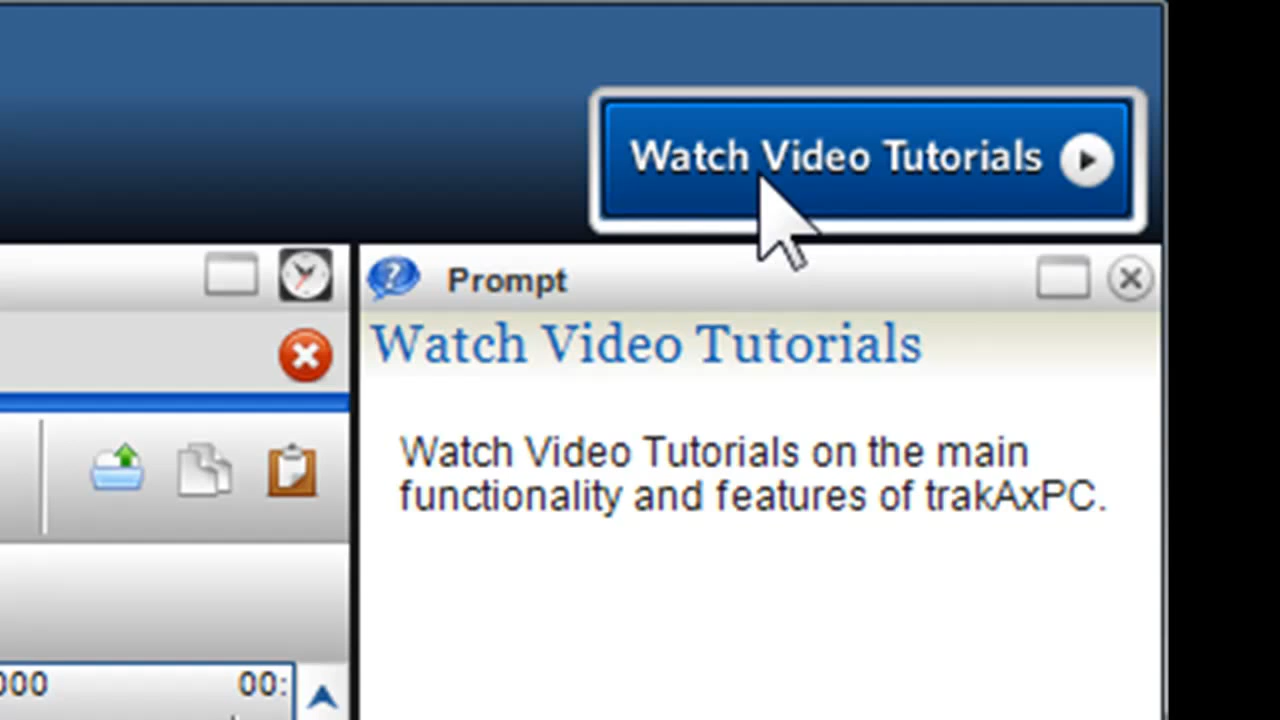 Watch Video Tutorials
Prompt
Watch Video Tutorials
Watch Video Tutorials on the main
functionality and features of trakAxPC.
000 00: